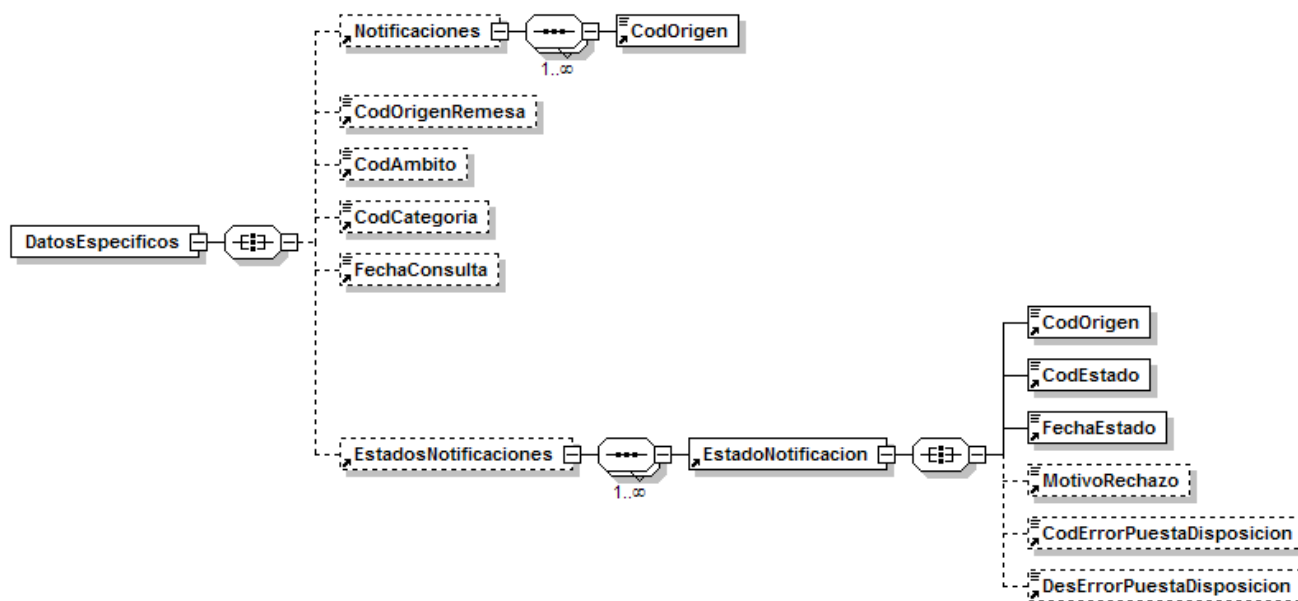 Notificaciones
CodOrigen
1..∞
CodOrigenRemesa
CodAmbito
CodCategoria
DatosEspecificos
FechaConsulta
CodOrigen
CodEstado
FechaEstado
EstadosNotificaciones
EstadoNotificacion
1..∞
MotivoRechazo
CodErrorPuestaDisposicion
DesErrorPuestaDisposicion